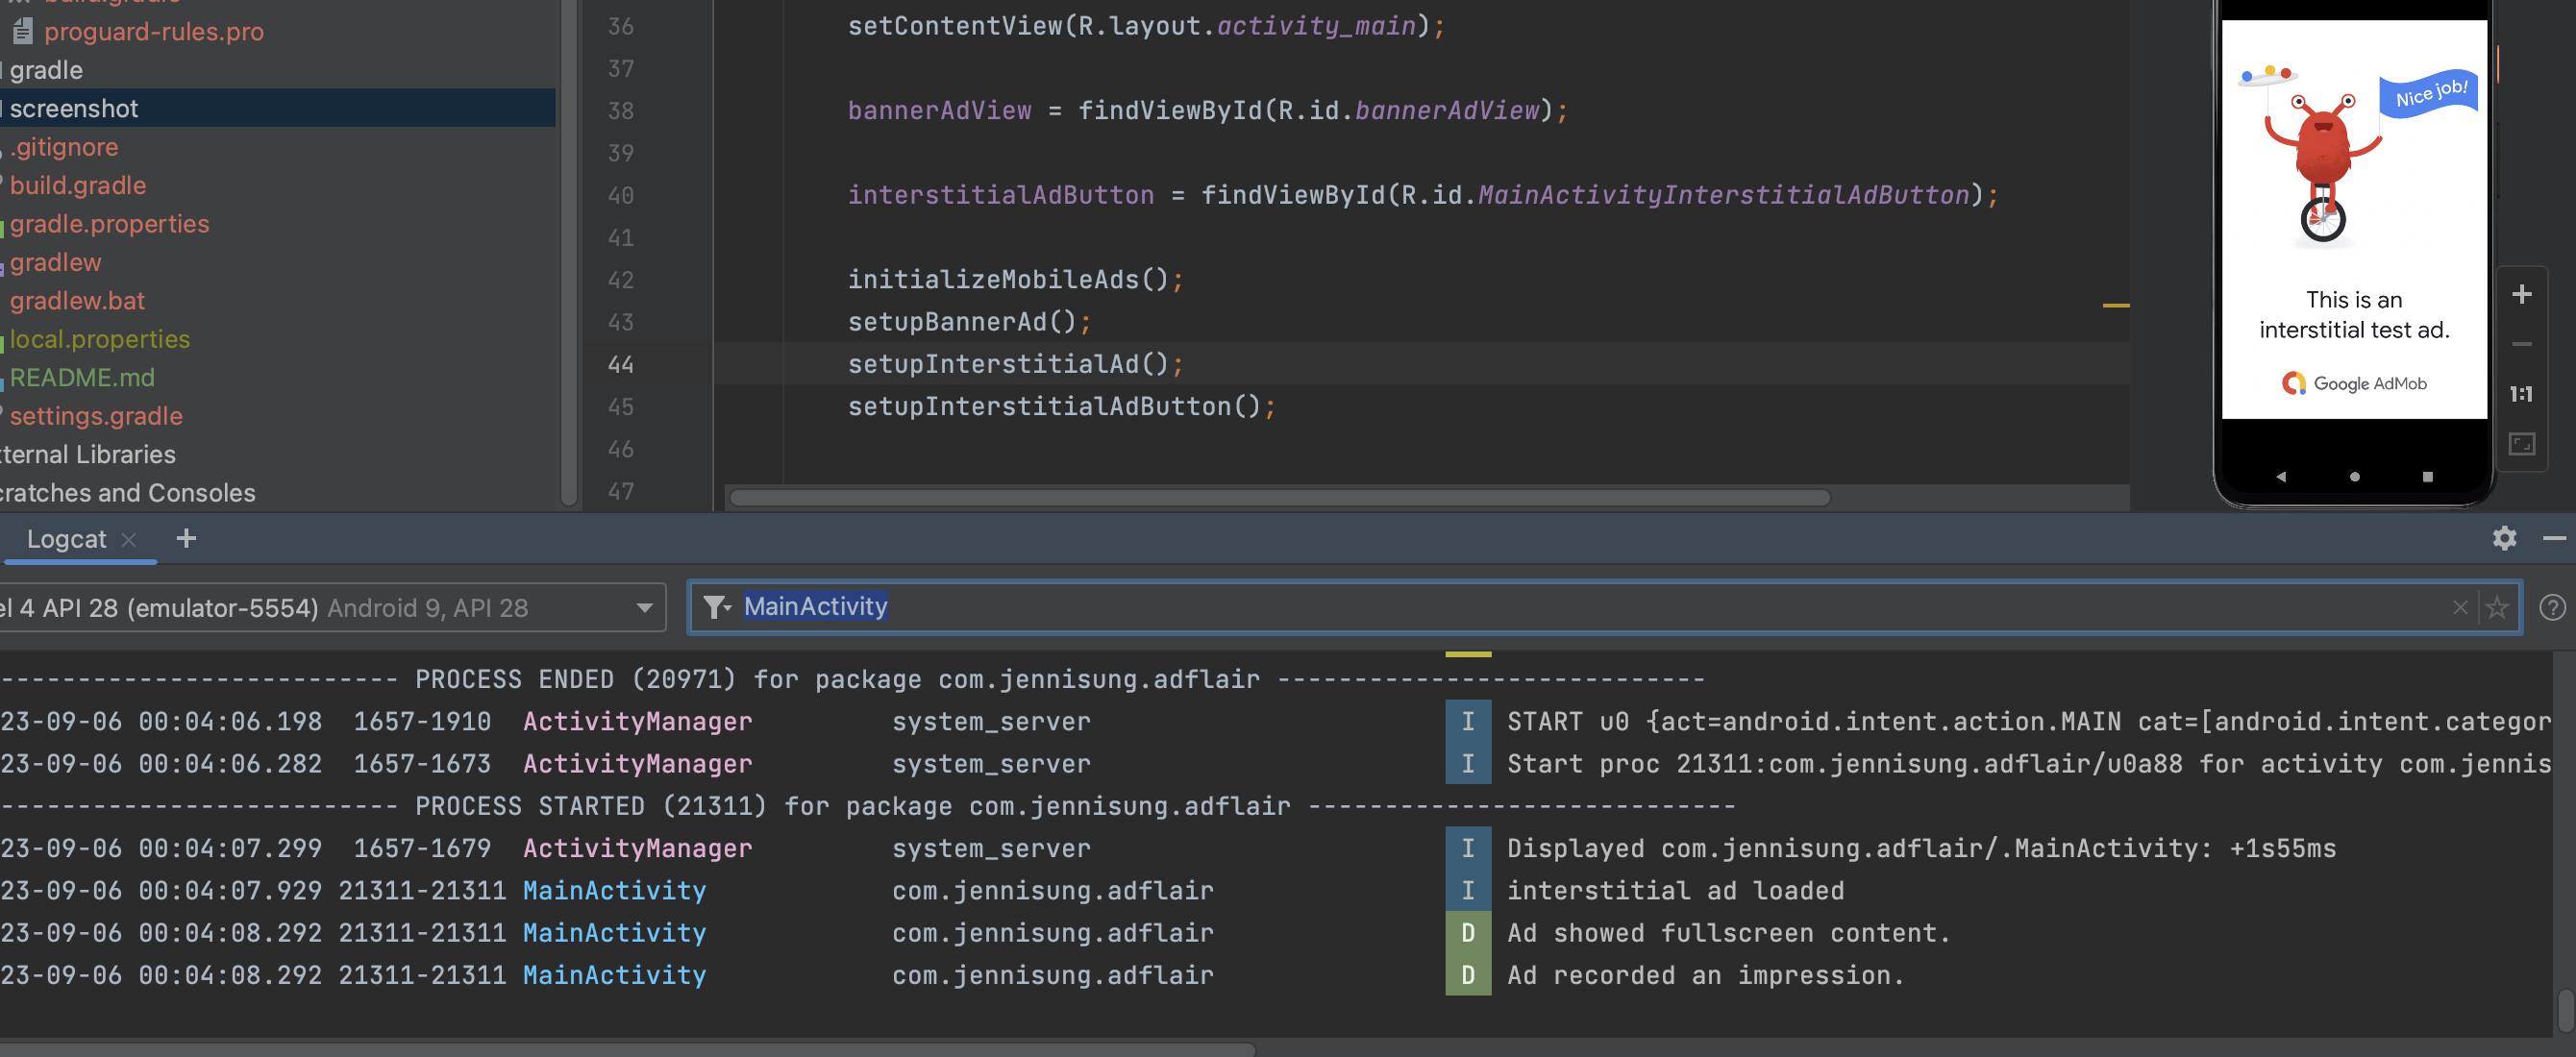 build.gradle
proguard-rules.pro
gradle
screenshot
.gitignore
build.gradle
gradle.properties
gradlew
gradlew.bat
local.properties
README.md
settings.gradle
ternal Libraries
cratches and Consoles
36 setContentView(R.layout.activity_main);
37
38 bannerAdView = findViewById(R.id.bannerAdView);
39
40 interstitialAdButton = findViewById(R.id.MainActivityInterstitialAdButton);
41
42 initializeMobileAds();
43 setupBannerAd();
44 setupInterstitialAd();
45 setupInterstitialAdButton();
46
47
Nice job!
This is an
interstitial test ad.
Google AdMob
1:1
Logcat
el 4 API 28 (emulator-5554) Android 9, API 28
MainActivity
--------------------------- PROCESS ENDED (20971) for package com.jennisung.adflair ----------------------------
23-09-06 00:04:06.198 1657-1910 ActivityManager system_server I START u0 {act=android.intent.action.MAIN cat=[android.intent.categor
23-09-06 00:04:06.282 1657-1673 ActivityManager system_server I Start proc 21311:com.jennisung.adflair/u0a88 for activity com.jennis
--------------------------- PROCESS STARTED (21311) for package com.jennisung.adflair ----------------------------
23-09-06 00:04:07.299 1657-1679 ActivityManager system_server I Displayed com.jennisung.adflair/.MainActivity: +1s55ms
23-09-06 00:04:07.929 21311-21311 MainActivity com.jennisung.adflair I interstitial ad loaded
23-09-06 00:04:08.292 21311-21311 MainActivity com.jennisung.adflair D Ad showed fullscreen content.
23-09-06 00:04:08.292 21311-21311 MainActivity com.jennisung.adflair D Ad recorded an impression.